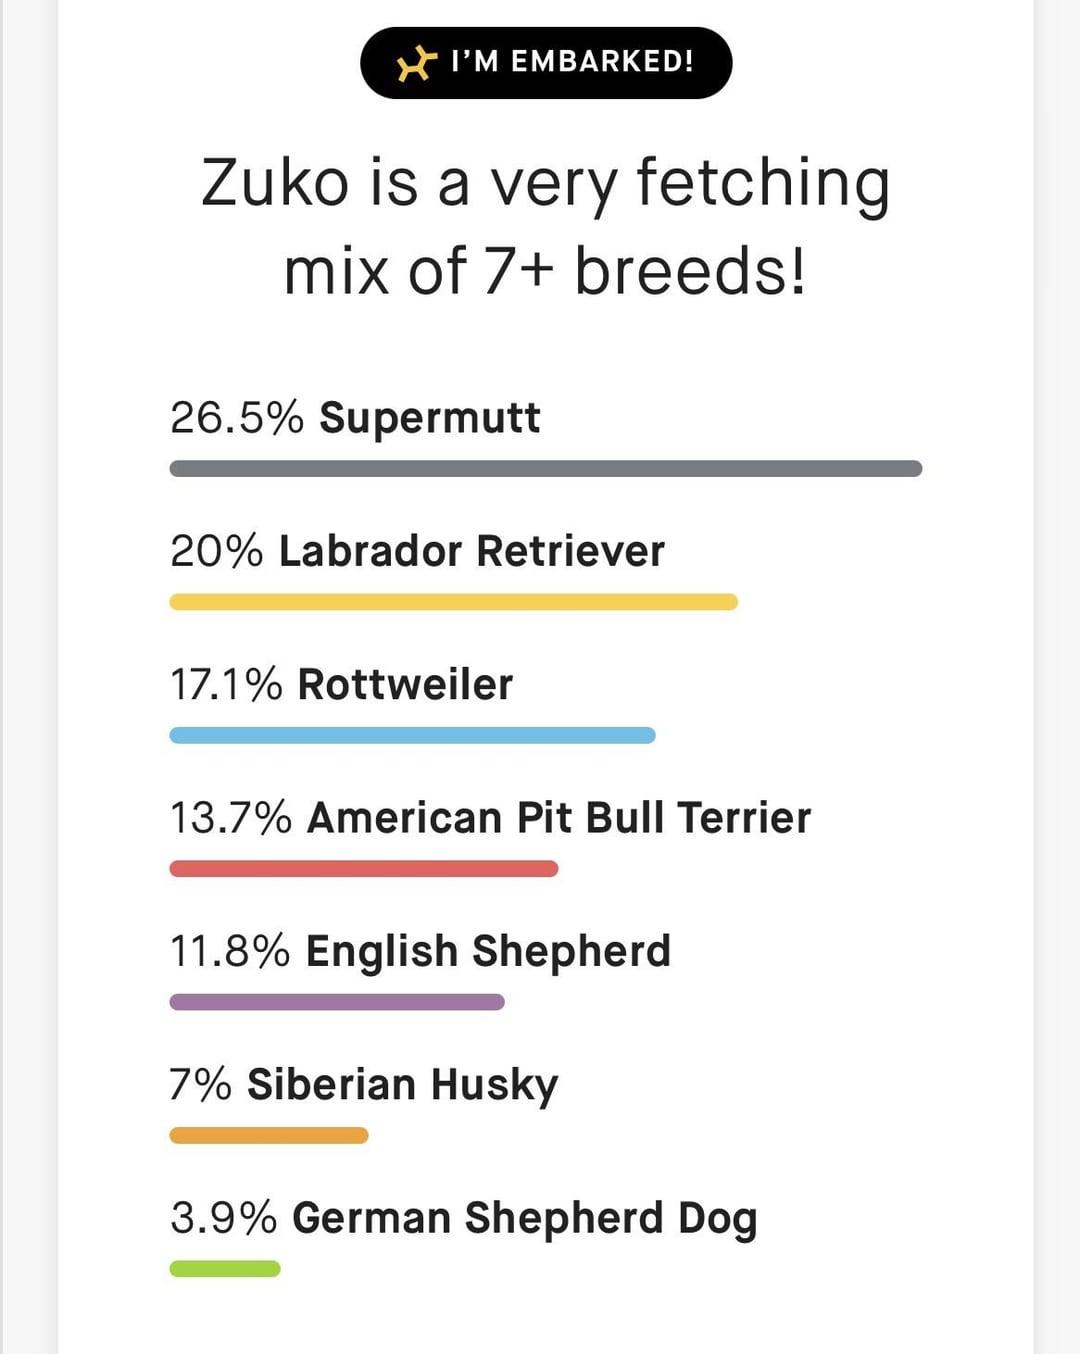 I’M EMBARKED!
Zuko is a very fetching
mix of 7+ breeds!
26.5% Supermutt
20% Labrador Retriever
17.1% Rottweiler
13.7% American Pit Bull Terrier
11.8% English Shepherd
7% Siberian Husky
3.9% German Shepherd Dog